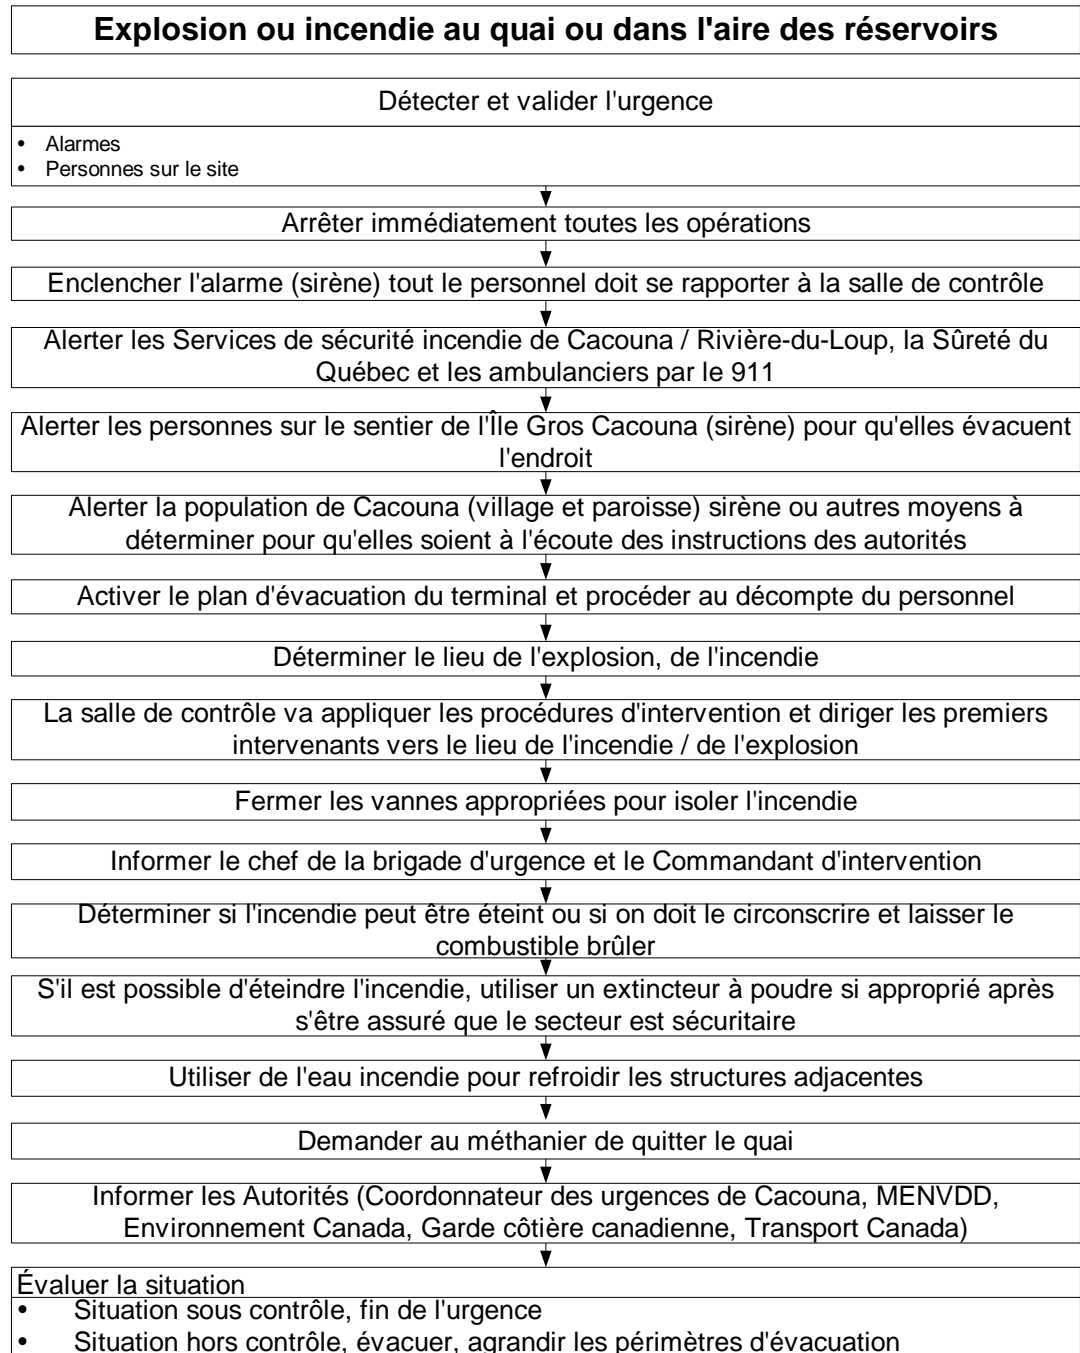 Explosion ou incendie au quai ou dans l'aire des réservoirs
Détecter et valider l'urgence
• Alarmes
• Personnes sur le site
Arrêter immédiatement toutes les opérations
Enclencher l'alarme (sirène) tout le personnel doit se rapporter à la salle de contrôle
Alerter les Services de sécurité incendie de Cacouna / Rivière-du-Loup, la Sûreté du
Québec et les ambulanciers par le 911
Alerter les personnes sur le sentier de l'Île Gros Cacouna (sirène) pour qu'elles évacuent
l'endroit
Alerter la population de Cacouna (village et paroisse) sirène ou autres moyens à
déterminer pour qu'elles soient à l'écoute des instructions des autorités
Activer le plan d'évacuation du terminal et procéder au décompte du personnel
Déterminer le lieu de l'explosion, de l'incendie
La salle de contrôle va appliquer les procédures d'intervention et diriger les premiers
intervenants vers le lieu de l'incendie / de l'explosion
Fermer les vannes appropriées pour isoler l'incendie
Informer le chef de la brigade d'urgence et le Commandant d'intervention
Déterminer si l'incendie peut être éteint ou si on doit le circonscrire et laisser le
combustible brûler
S'il est possible d'éteindre l'incendie, utiliser un extincteur à poudre si approprié après
s'être assuré que le secteur est sécuritaire
Utiliser de l'eau incendie pour refroidir les structures adjacentes
Demander au méthanier de quitter le quai
Informer les Autorités (Coordonnateur des urgences de Cacouna, MENVDD,
Environnement Canada, Garde côtière canadienne, Transport Canada)
Évaluer la situation
• Situation sous contrôle, fin de l'urgence
• Situation hors contrôle, évacuer, agrandir les périmètres d'évacuation